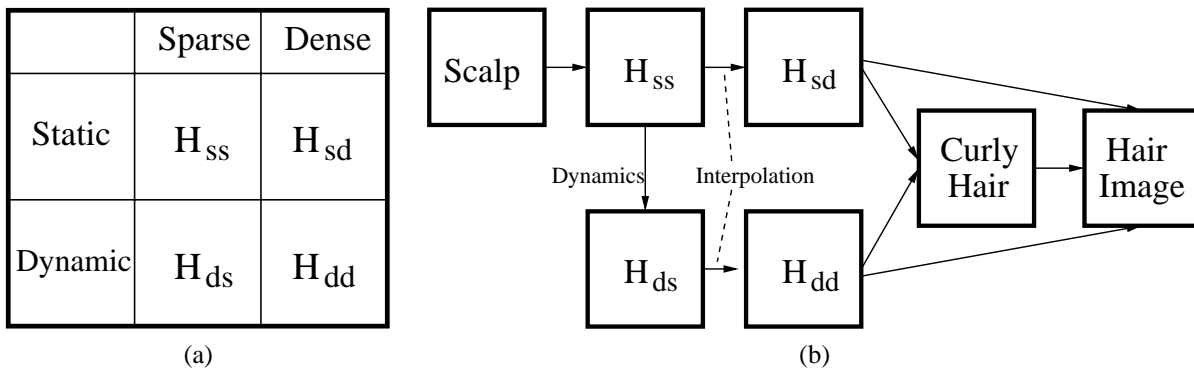 Sparse Dense
Static H_ss H_sd
Dynamic H_ds H_dd
(a)
Scalp H_ss H_sd
Dynamics Interpolation
Curly
Hair
Hair
Image
H_ds H_dd
(b)